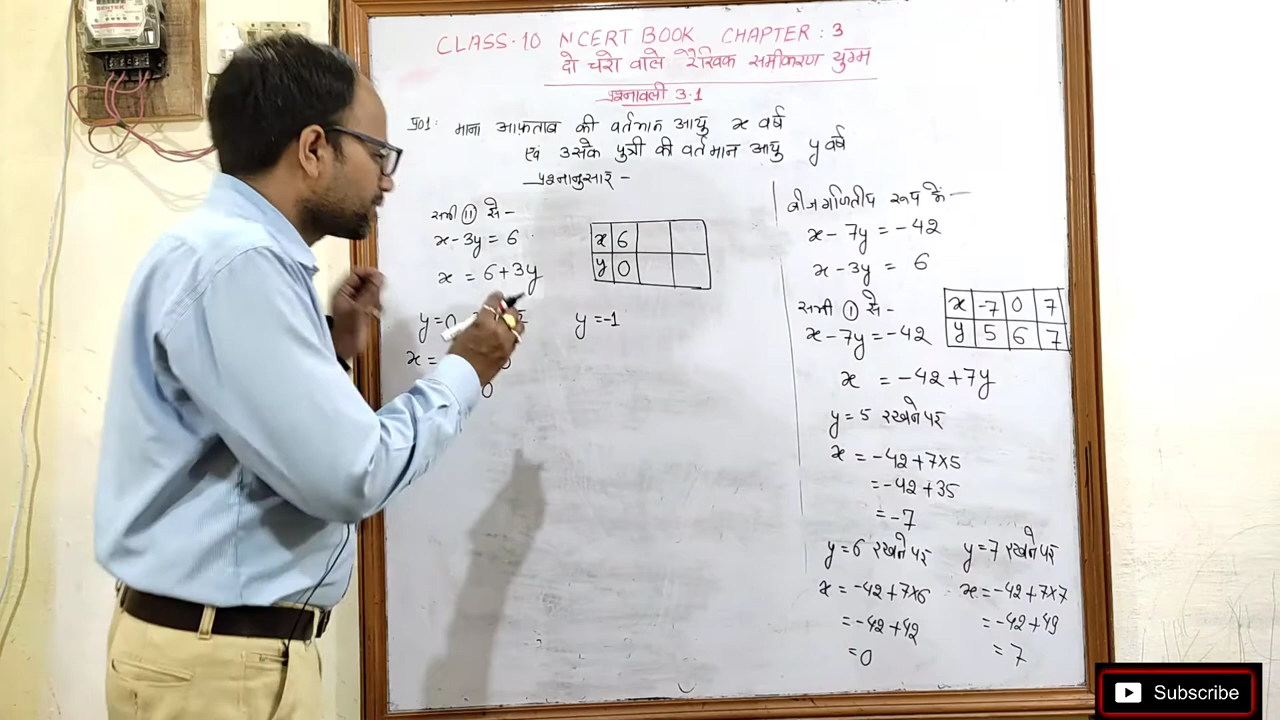 CLASS-10 NCERT BOOK CHAPTER : 3
दो चरो वाले रैखिक समीकरण युग्म
प्रश्नावली 3.1
प्र01: माना आफ़ताब की वर्तमान आयु x वर्ष
एवं उसके पुत्री की वर्तमान आयु y वर्ष
प्रश्नानुसार -
समी (11) से -
x - 3y = 6
x = 6+3y
y=0
x =
0
x 6
y 0
y = -1
बीजगणितीय रूप में -
x - 7y = -42
x - 3y = 6
समी (1) से -
x - 7y = -42
x = -42+7y
x -7 0 7
y 5 6 7
y = 5 रखने पर
x = -42+7x5
= -42+35
= -7
y=6 रखने पर
x = -42+7x6
= -42+42
= 0
y=7 रखने पर
x = -42+7x7
= -42+49
= 7
Subscribe